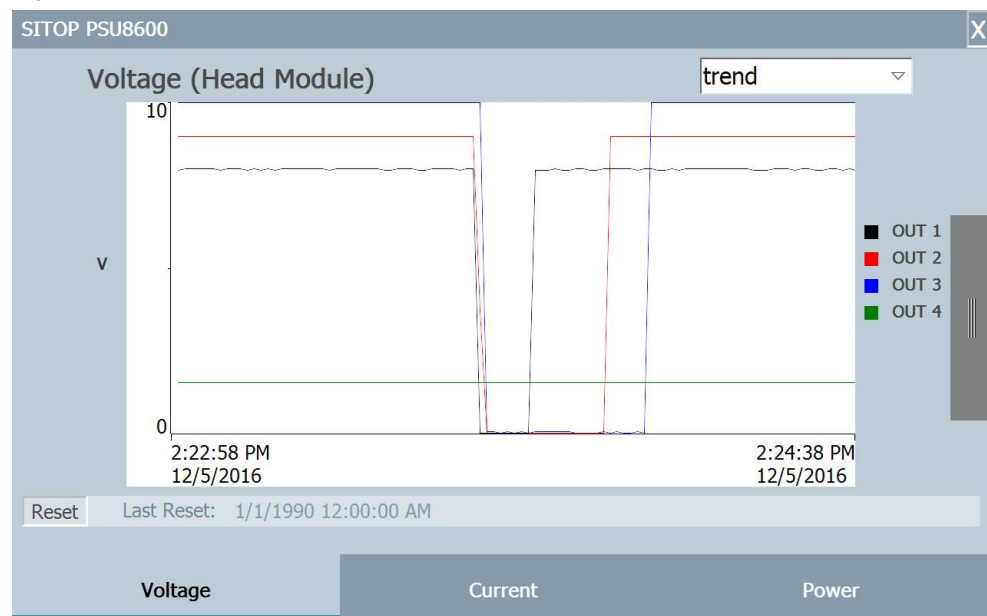 SITOP PSU8600
X
Voltage (Head Module)
trend
10
V
0
OUT 1
OUT 2
OUT 3
OUT 4
2:22:58 PM
12/5/2016
2:24:38 PM
12/5/2016
Reset
Last Reset: 1/1/1990 12:00:00 AM
Voltage
Current
Power